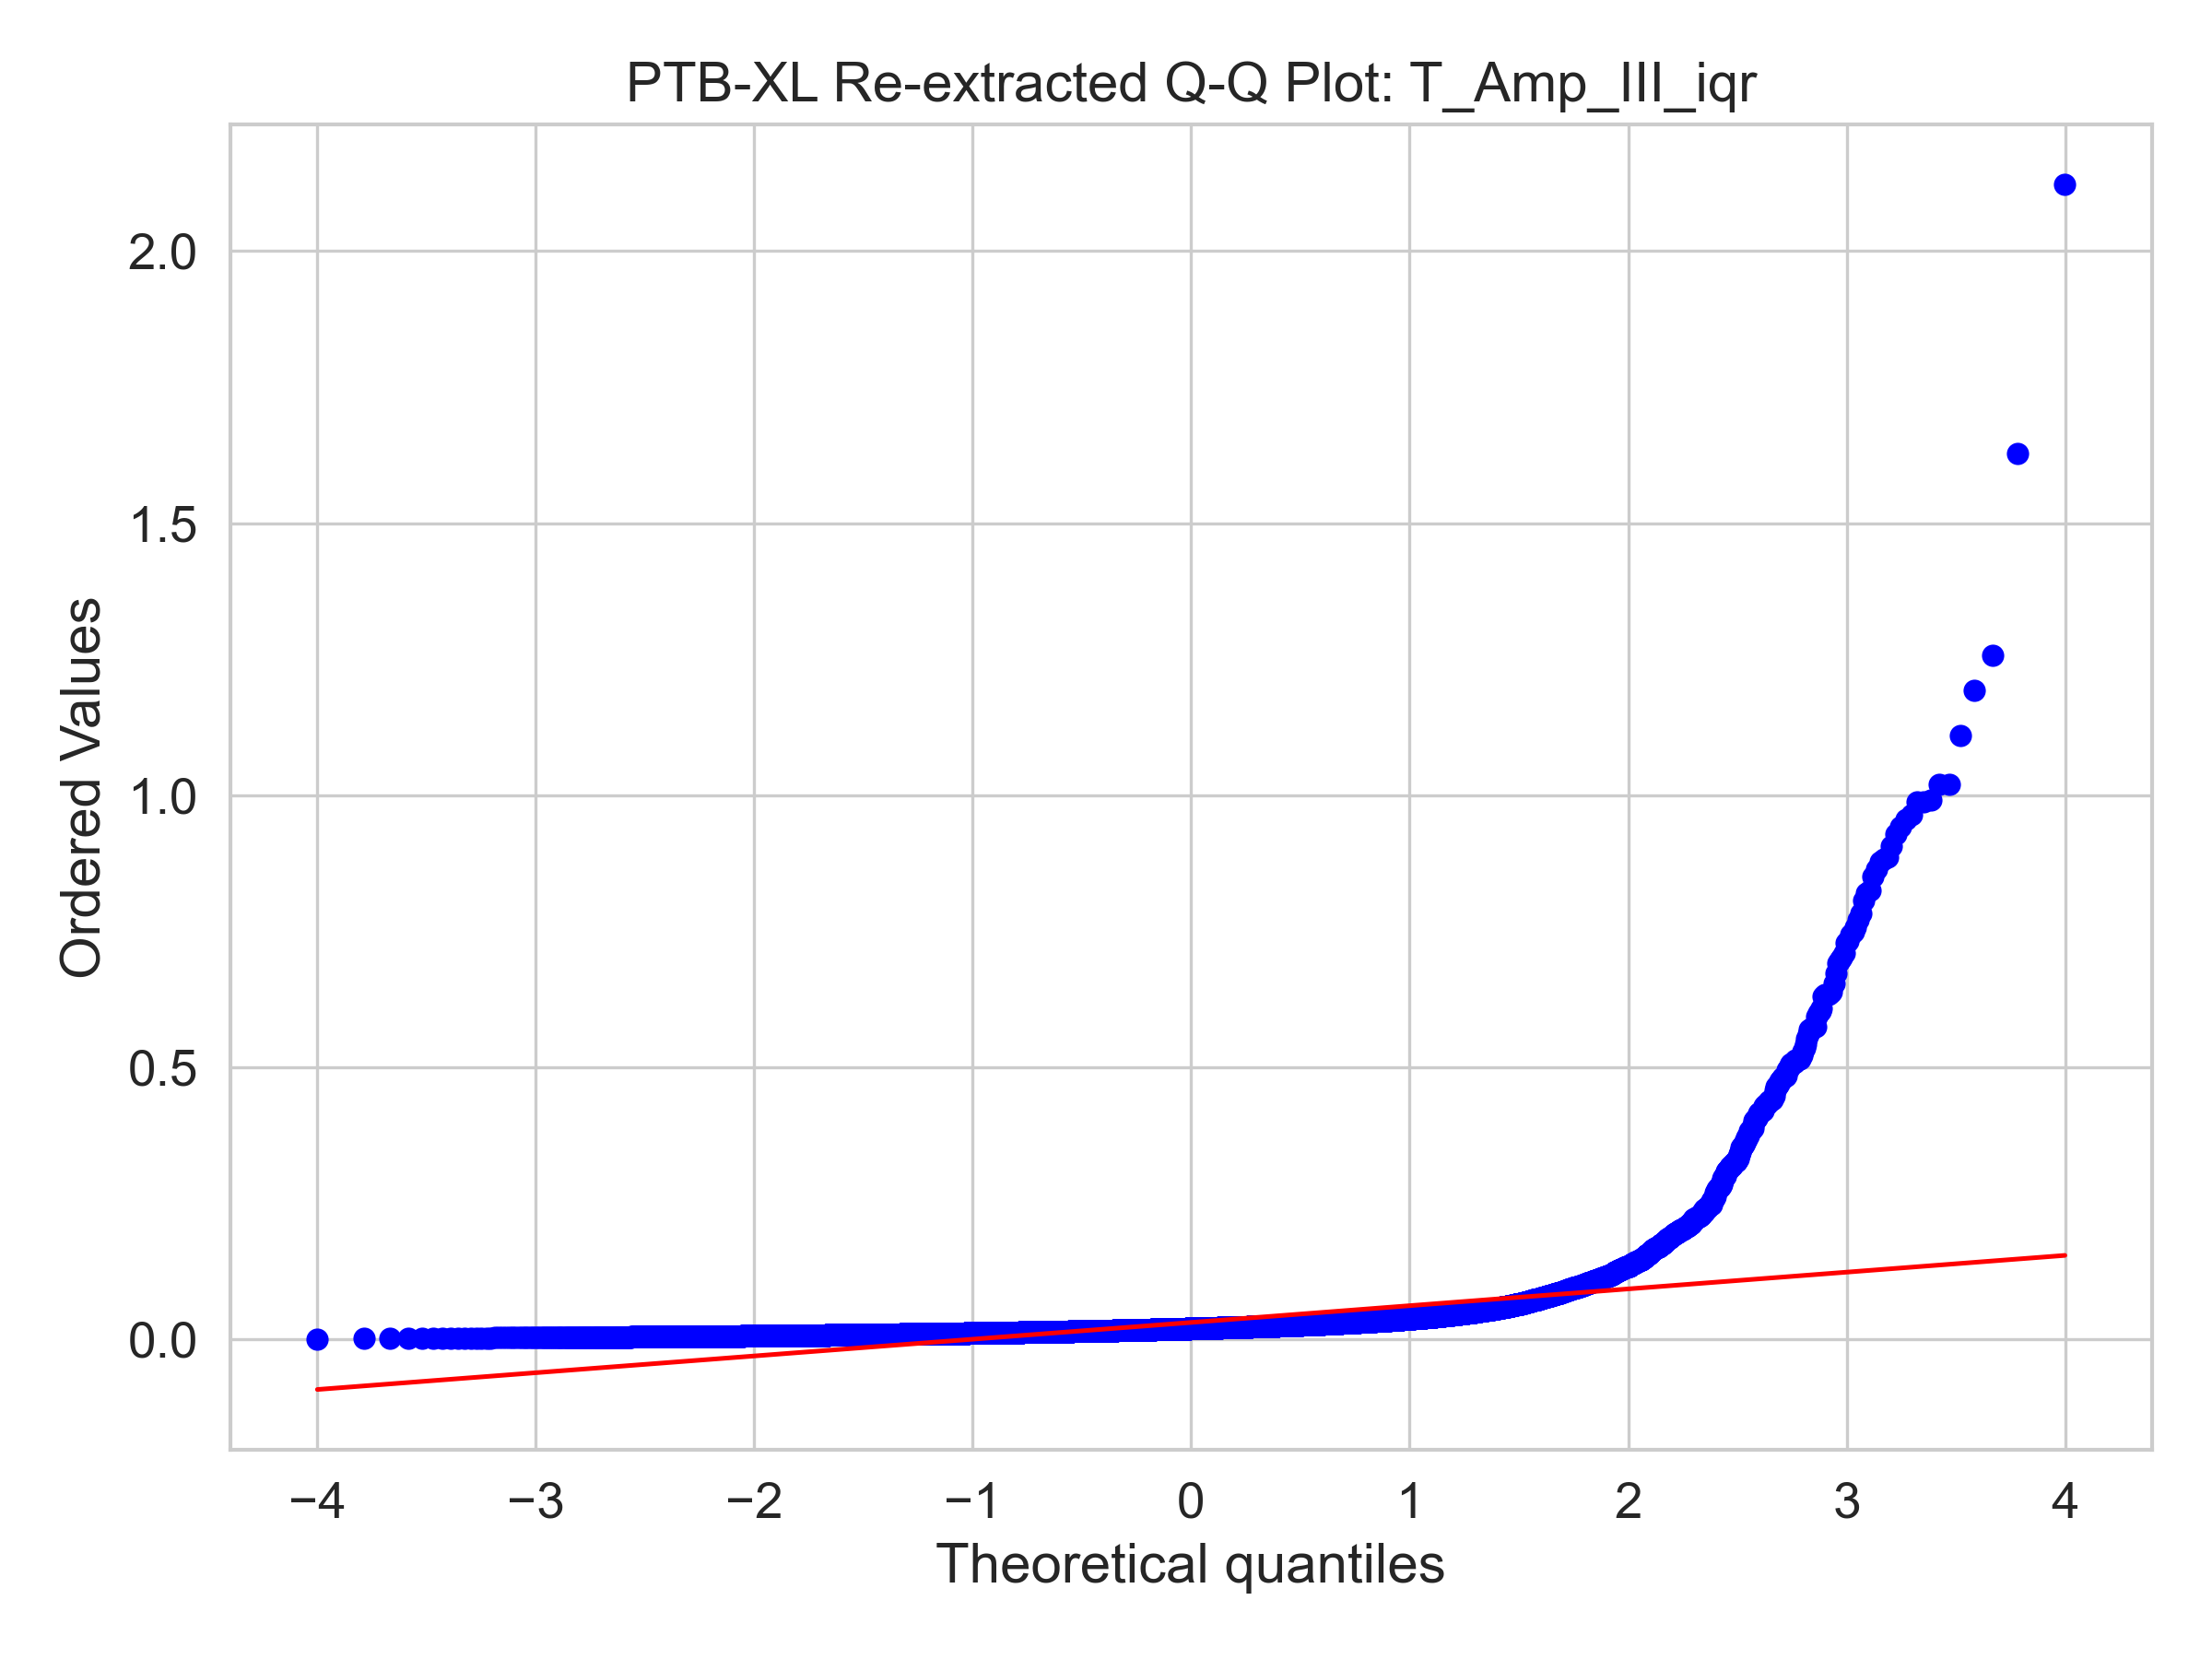 PTB-XL Re-extracted Q-Q Plot: T_Amp_III_iqr
2.0
1.5
1.0
0.5
0.0
Ordered Values
−4 −3 −2 −1 0 1 2 3 4
Theoretical quantiles